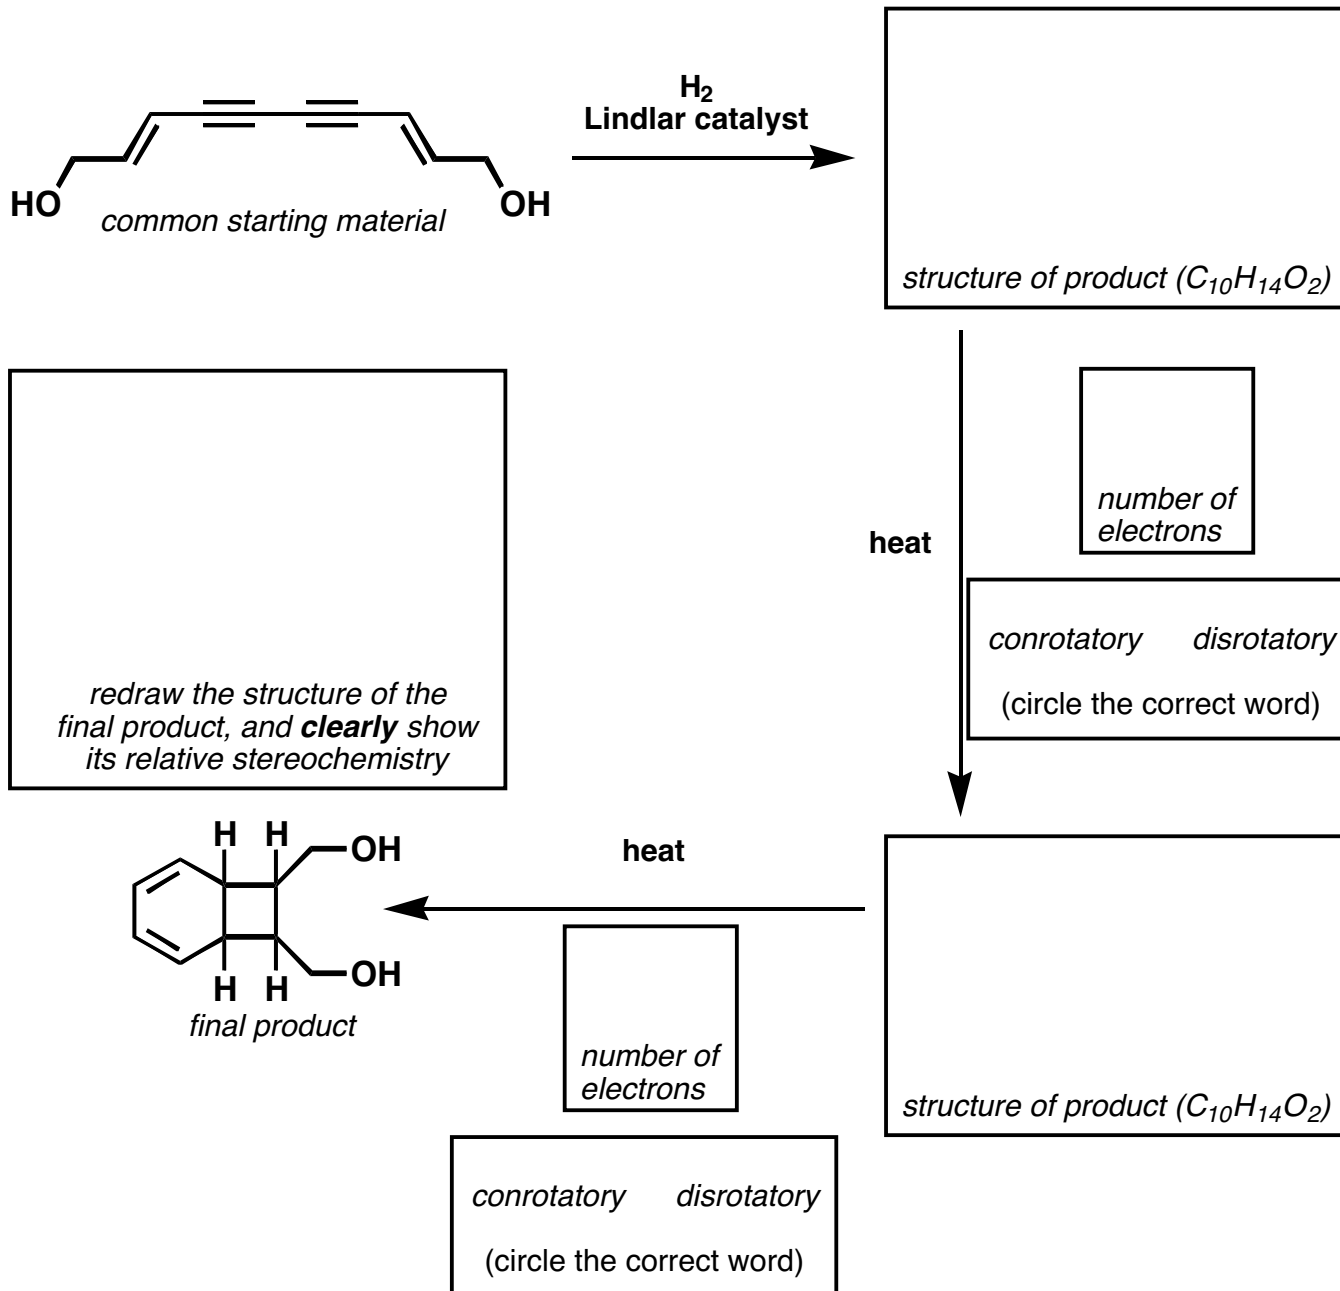 H2
Lindlar catalyst
HO
OH
common starting material
structure of product (C10H14O2)
number of
electrons
heat
conrotatory disrotatory
(circle the correct word)
redraw the structure of the
final product, and clearly show
its relative stereochemistry
H H
OH
OH
H H
final product
heat
number of
electrons
conrotatory disrotatory
(circle the correct word)
structure of product (C10H14O2)